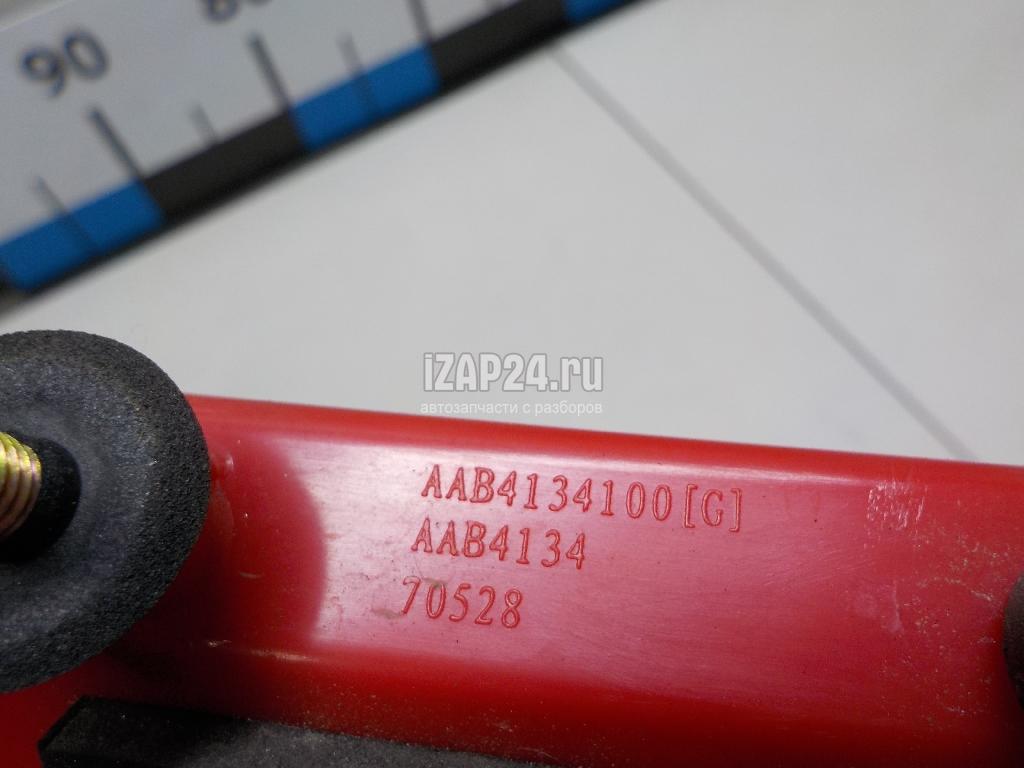 90
iZAP24.ru
автозапчасти с разборов
AAB4134100[G]
AAB4134
70528